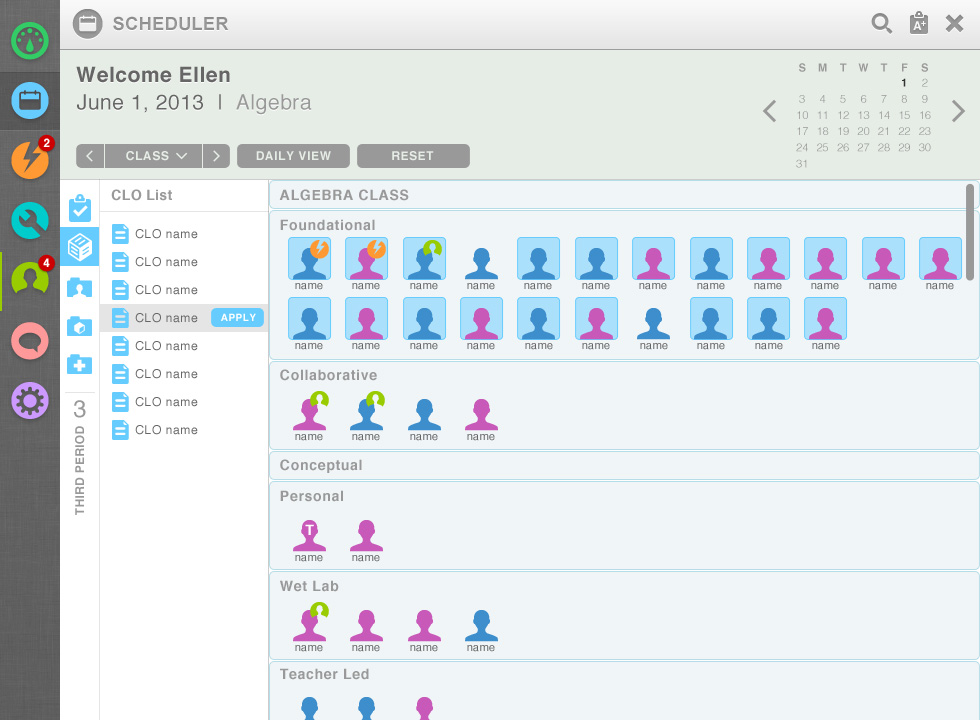 SCHEDULER
A+
Welcome Ellen
June 1, 2013 | Algebra
CLASS
DAILY VIEW
RESET
S M T W T F S
1 2
3 4 5 6 7 8 9
10 11 12 13 14 15 16
17 18 19 20 21 22 23
24 25 26 27 28 29 30
31
2
4
3
THIRD PERIOD
CLO List
CLO name
CLO name
CLO name
CLO name APPLY
CLO name
CLO name
CLO name
CLO name
ALGEBRA CLASS
Foundational
name name name name name name name name name name name name
name name name name name name name name name name
Collaborative
name name name name
Conceptual
Personal
T
name name
Wet Lab
name name name name
Teacher Led